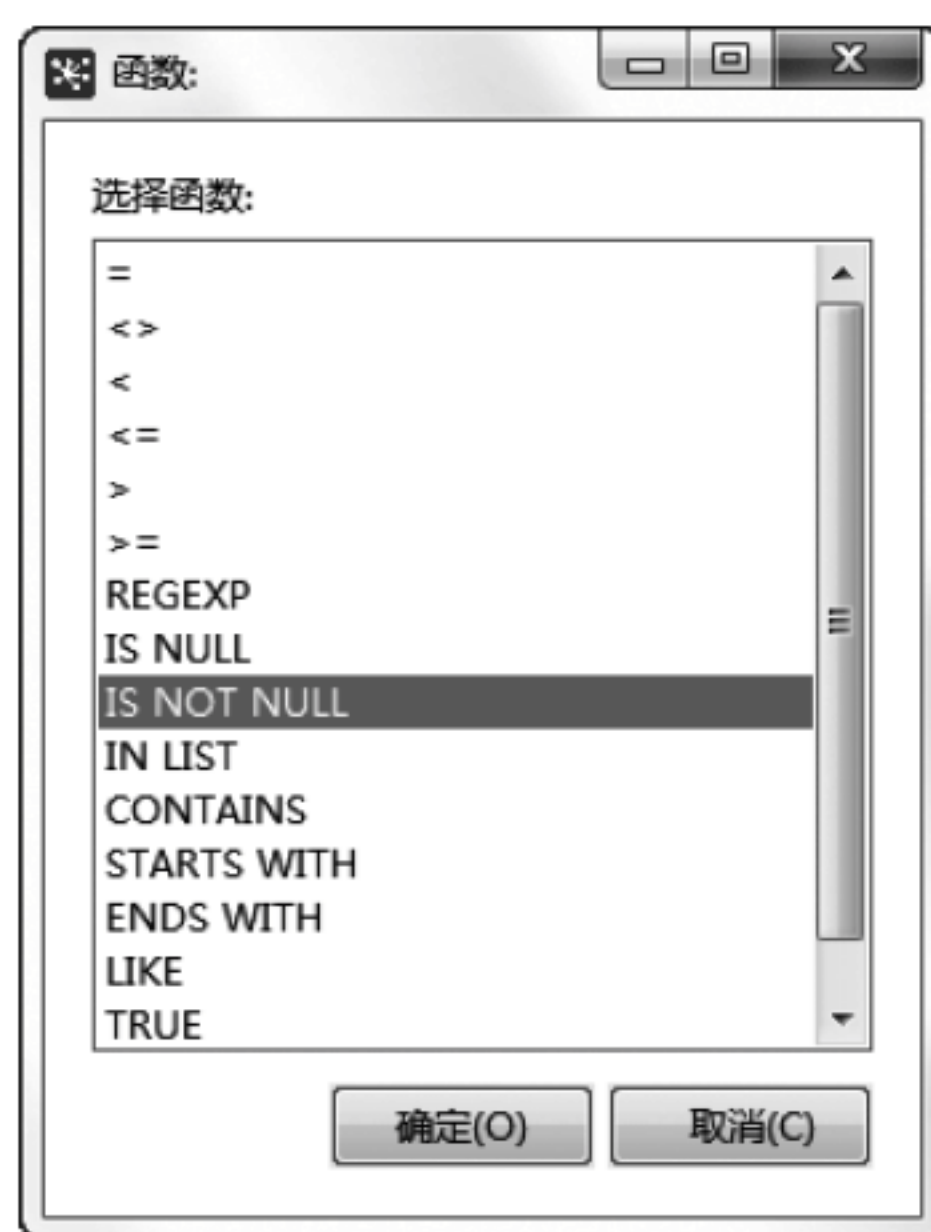 函数:
选择函数:
=
<>
<
<=
>
>=
REGEXP
IS NULL
IS NOT NULL
IN LIST
CONTAINS
STARTS WITH
ENDS WITH
LIKE
TRUE
确定(O)
取消(C)